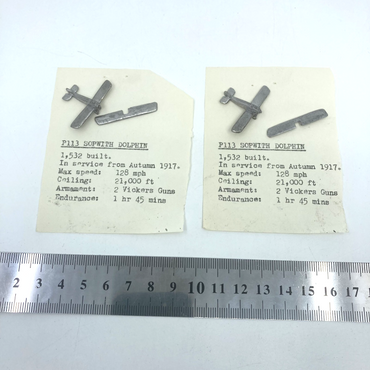 P113 SOPWITH DOLPHIN
1,532 built.
In service from Autumn 1917.
Max speed: 128 mph
Ceiling: 21,000 ft
Armament: 2 Vickers Guns
Endurance: 1 hr 45 mins
P113 SOPWITH DOLPHIN
1,532 built.
In service from Autumn 1917.
Max speed: 128 mph
Ceiling: 21,000 ft
Armament: 2 Vickers Guns
Endurance: 1 hr 45 mins
2 3 4 5 6 7 8 9 10 11 12 13 14 15 16 17